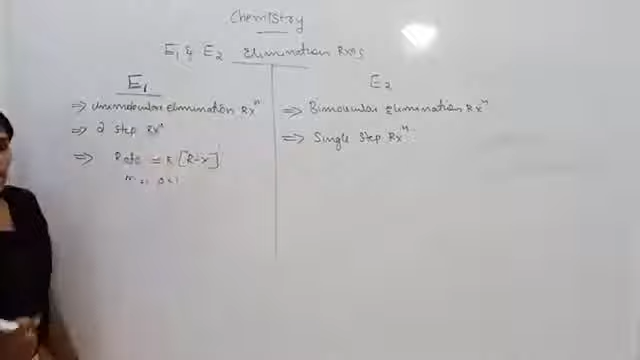 Chemistry
E1 & E2 Elimination Rxns
E1
⇒ Unimolecular Elimination Rxn
⇒ 2 Step Rxn
⇒ Rate = K [R-X]
E2
⇒ Bimolecular Elimination Rxn
⇒ Single Step Rxn